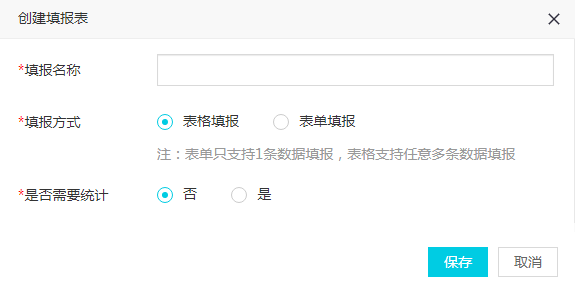 创建填报表
*填报名称
*填报方式 表格填报 表单填报
注：表单只支持1条数据填报，表格支持任意多条数据填报
*是否需要统计 否 是
保存 取消